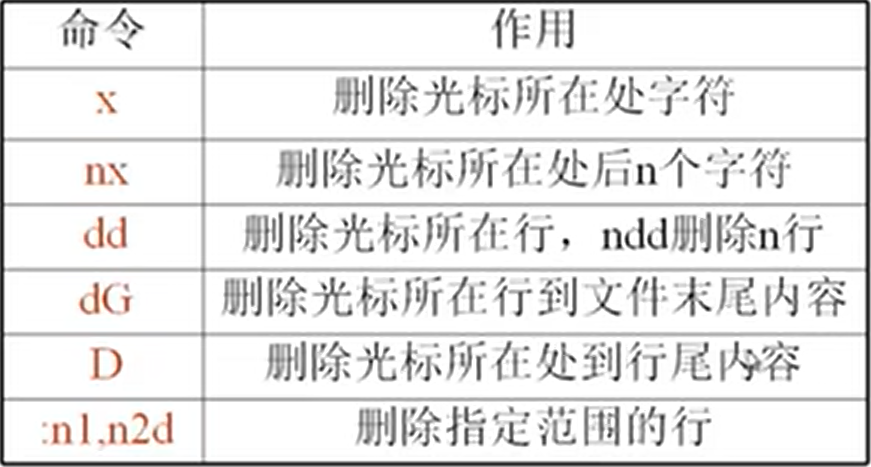 命令 作用
x 删除光标所在处字符
nx 删除光标所在处后n个字符
dd 删除光标所在行，ndd删除n行
dG 删除光标所在行到文件末尾内容
D 删除光标所在处到行尾内容
:n1,n2d 删除指定范围的行